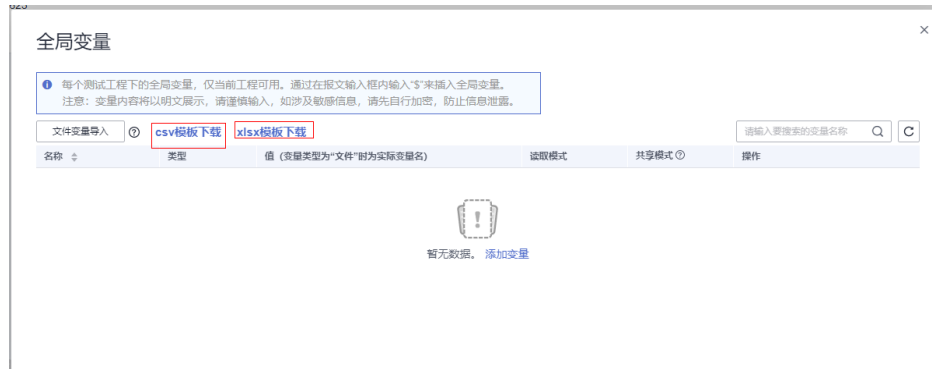 623
全局变量
每个测试工程下的全局变量，仅当前工程可用。通过在报文输入框内输入“$”来插入全局变量。
注意：变量内容将以明文展示，请谨慎输入，如涉及敏感信息，请先自行加密，防止信息泄露。
文件变量导入 csv模板下载 xlsx模板下载 请输入要搜索的变量名称
名称 类型 值（变量类型为“文件”时为实际变量名） 读取模式 共享模式 操作
暂无数据。 添加变量